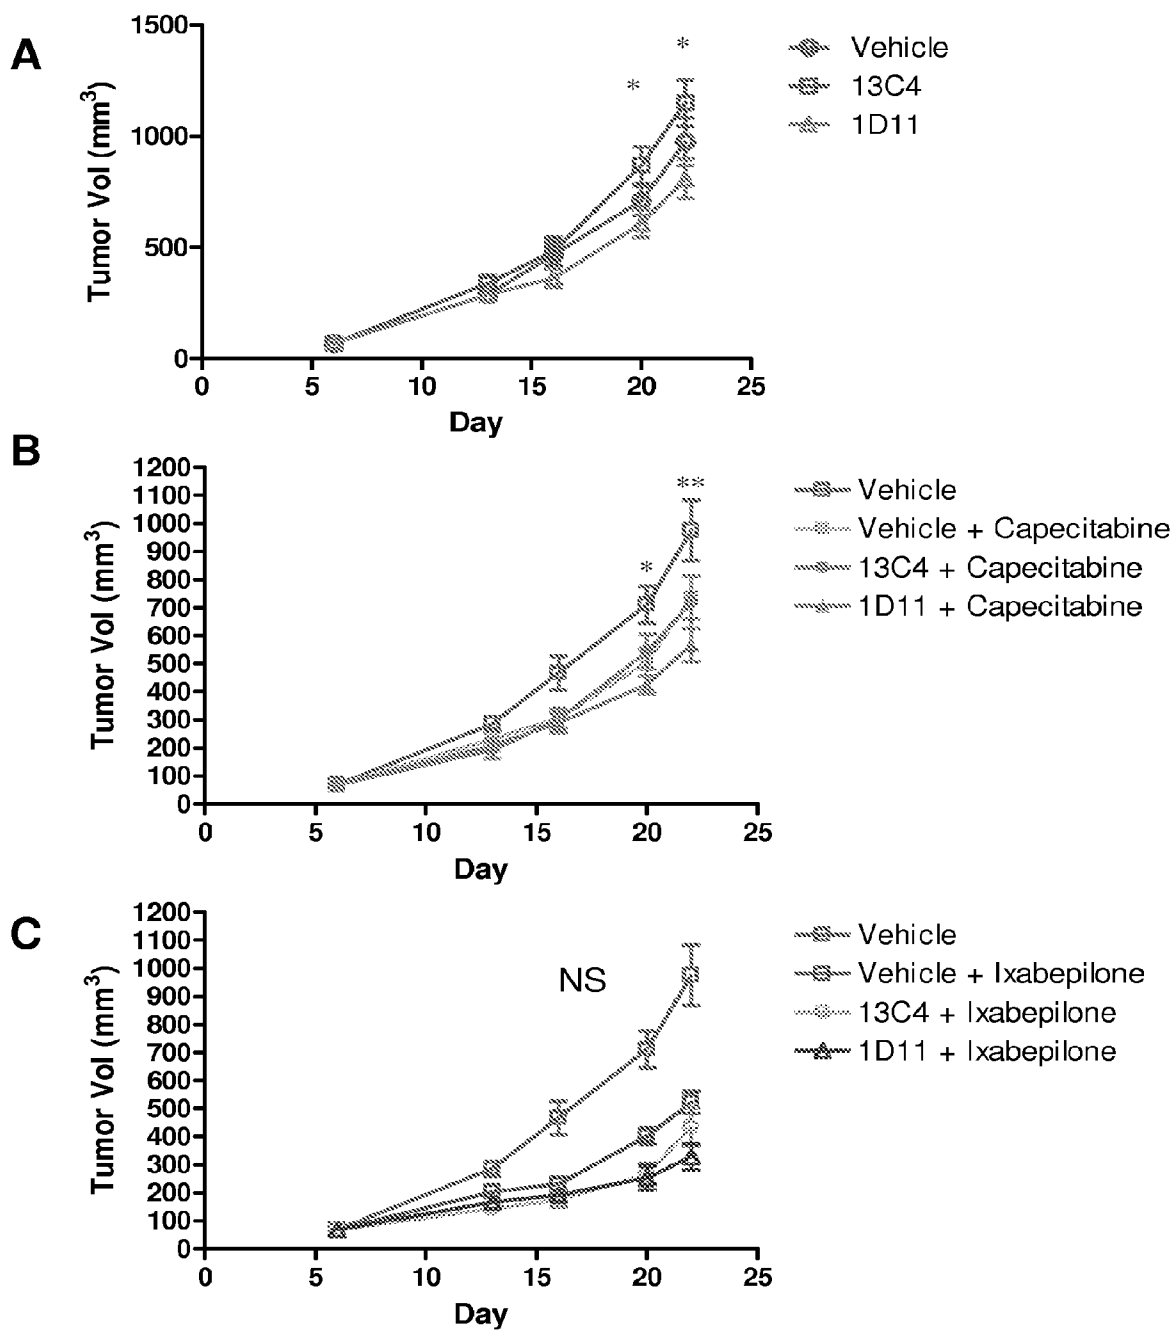 A
Tumor Vol (mm³)
1500
1000
500
0
0 5 10 15 20 25
Day
* *
Vehicle
13C4
1D11
B
Tumor Vol (mm³)
1200
1100
1000
900
800
700
600
500
400
300
200
100
0
0 5 10 15 20 25
Day
* **
Vehicle
Vehicle + Capecitabine
13C4 + Capecitabine
1D11 + Capecitabine
C
Tumor Vol (mm³)
1200
1100
1000
900
800
700
600
500
400
300
200
100
0
0 5 10 15 20 25
Day
NS
Vehicle
Vehicle + Ixabepilone
13C4 + Ixabepilone
1D11 + Ixabepilone